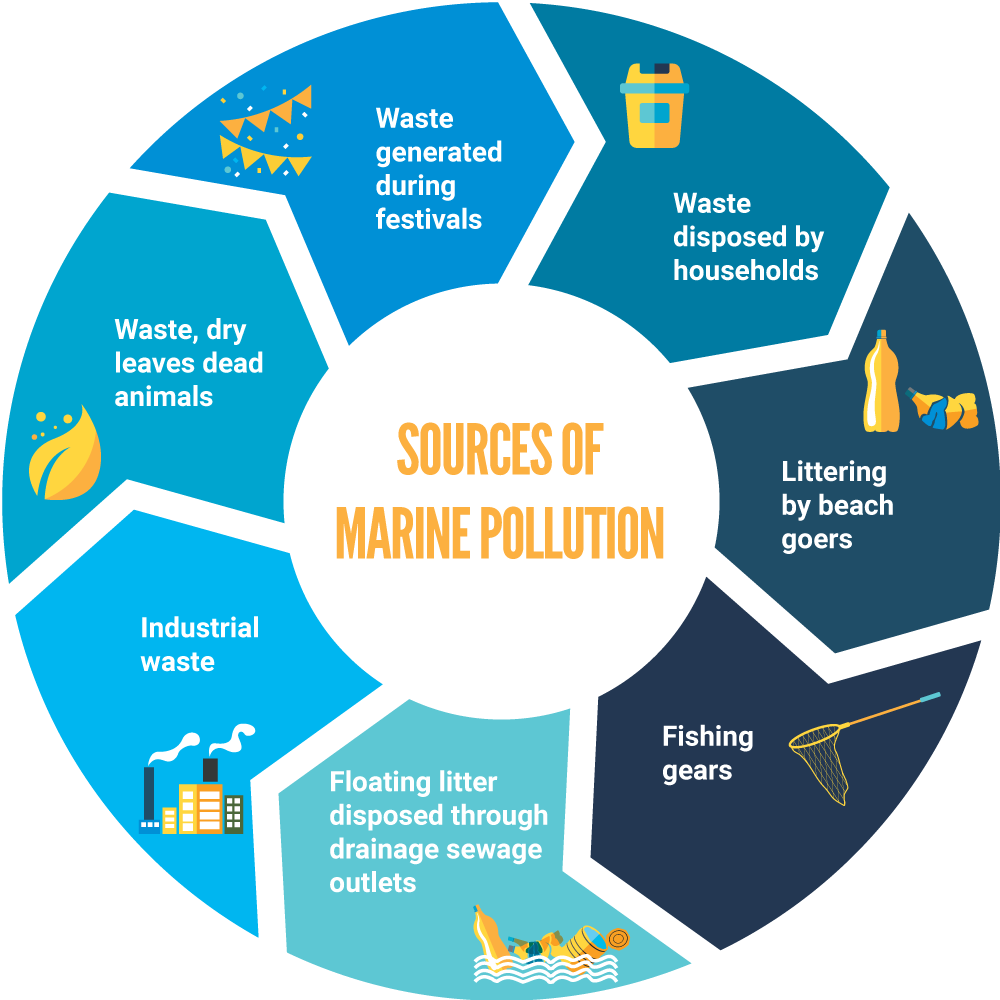 SOURCES OF
MARINE POLLUTION
Waste
generated
during
festivals
Waste
disposed by
households
Littering
by beach
goers
Fishing
gears
Floating litter
disposed through
drainage sewage
outlets
Industrial
waste
Waste, dry
leaves dead
animals